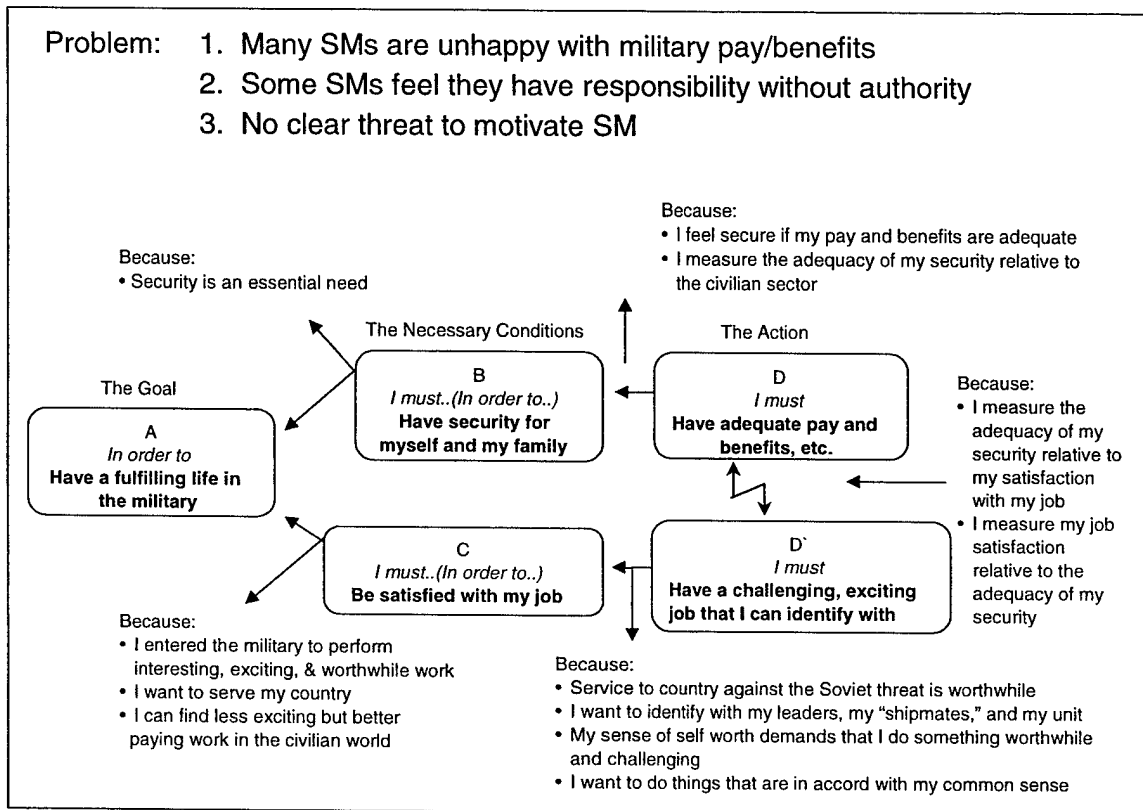 Problem: 1. Many SMs are unhappy with military pay/benefits
2. Some SMs feel they have responsibility without authority
3. No clear threat to motivate SM
Because:
• I feel secure if my pay and benefits are adequate
• I measure the adequacy of my security relative to
the civilian sector
Because:
• Security is an essential need
The Necessary Conditions
The Action
The Goal
B
I must..(In order to..)
Have security for
myself and my family
D
I must
Have adequate pay and
benefits, etc.
Because:
• I measure the
adequacy of my
security relative to
my satisfaction
with my job
• I measure my job
satisfaction
relative to the
adequacy of my
security
A
In order to
Have a fulfilling life in
the military
C
I must..(In order to..)
Be satisfied with my job
D`
I must
Have a challenging, exciting
job that I can identify with
Because:
• I entered the military to perform
interesting, exciting, & worthwhile work
• I want to serve my country
• I can find less exciting but better
paying work in the civilian world
Because:
• Service to country against the Soviet threat is worthwhile
• I want to identify with my leaders, my “shipmates,” and my unit
• My sense of self worth demands that I do something worthwhile
and challenging
• I want to do things that are in accord with my common sense